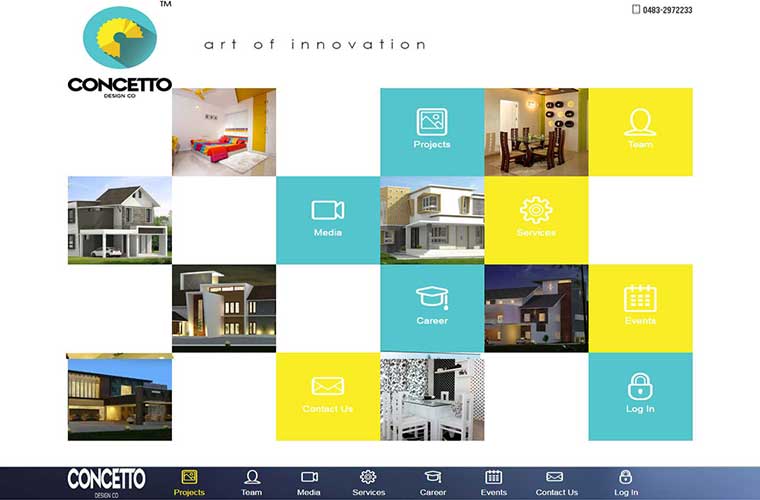 TM
0483-2972233
art of innovation
CONCETTO
DESIGN CO
Projects
Team
Media
Services
Career
Events
Contact Us
Log In
CONCETTO
DESIGN CO
Projects Team Media Services Career Events Contact Us Log In